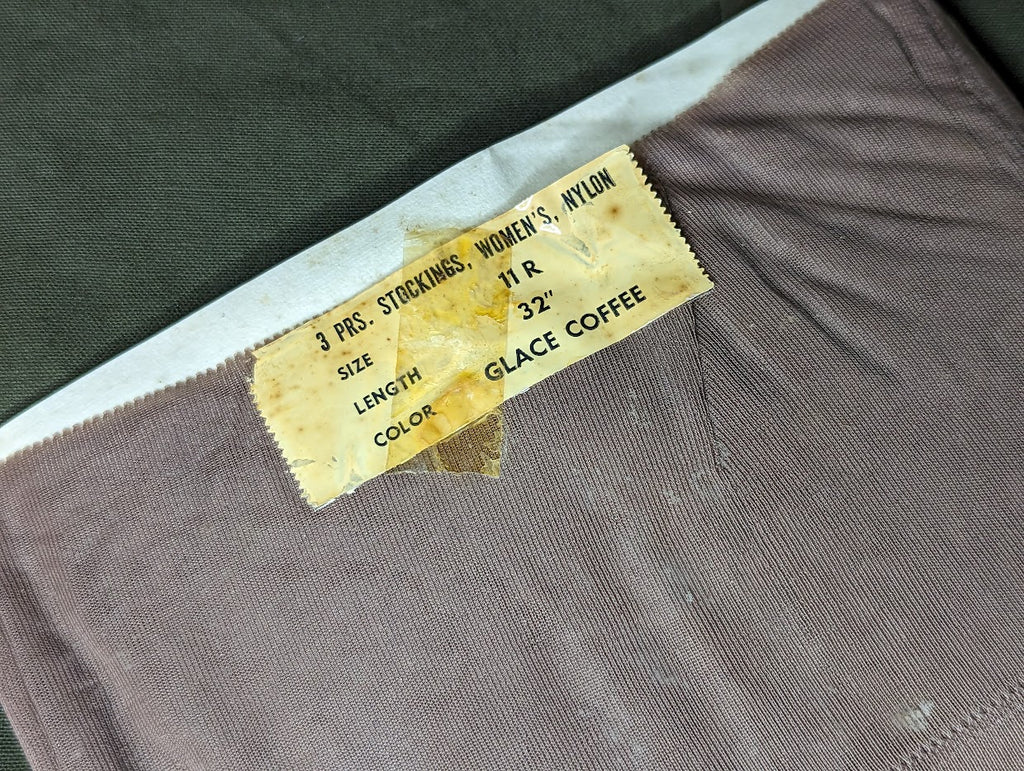 3 PRS. STOCKINGS, WOMEN'S, NYLON
SIZE 11 R
LENGTH 32"
COLOR GLACE COFFEE